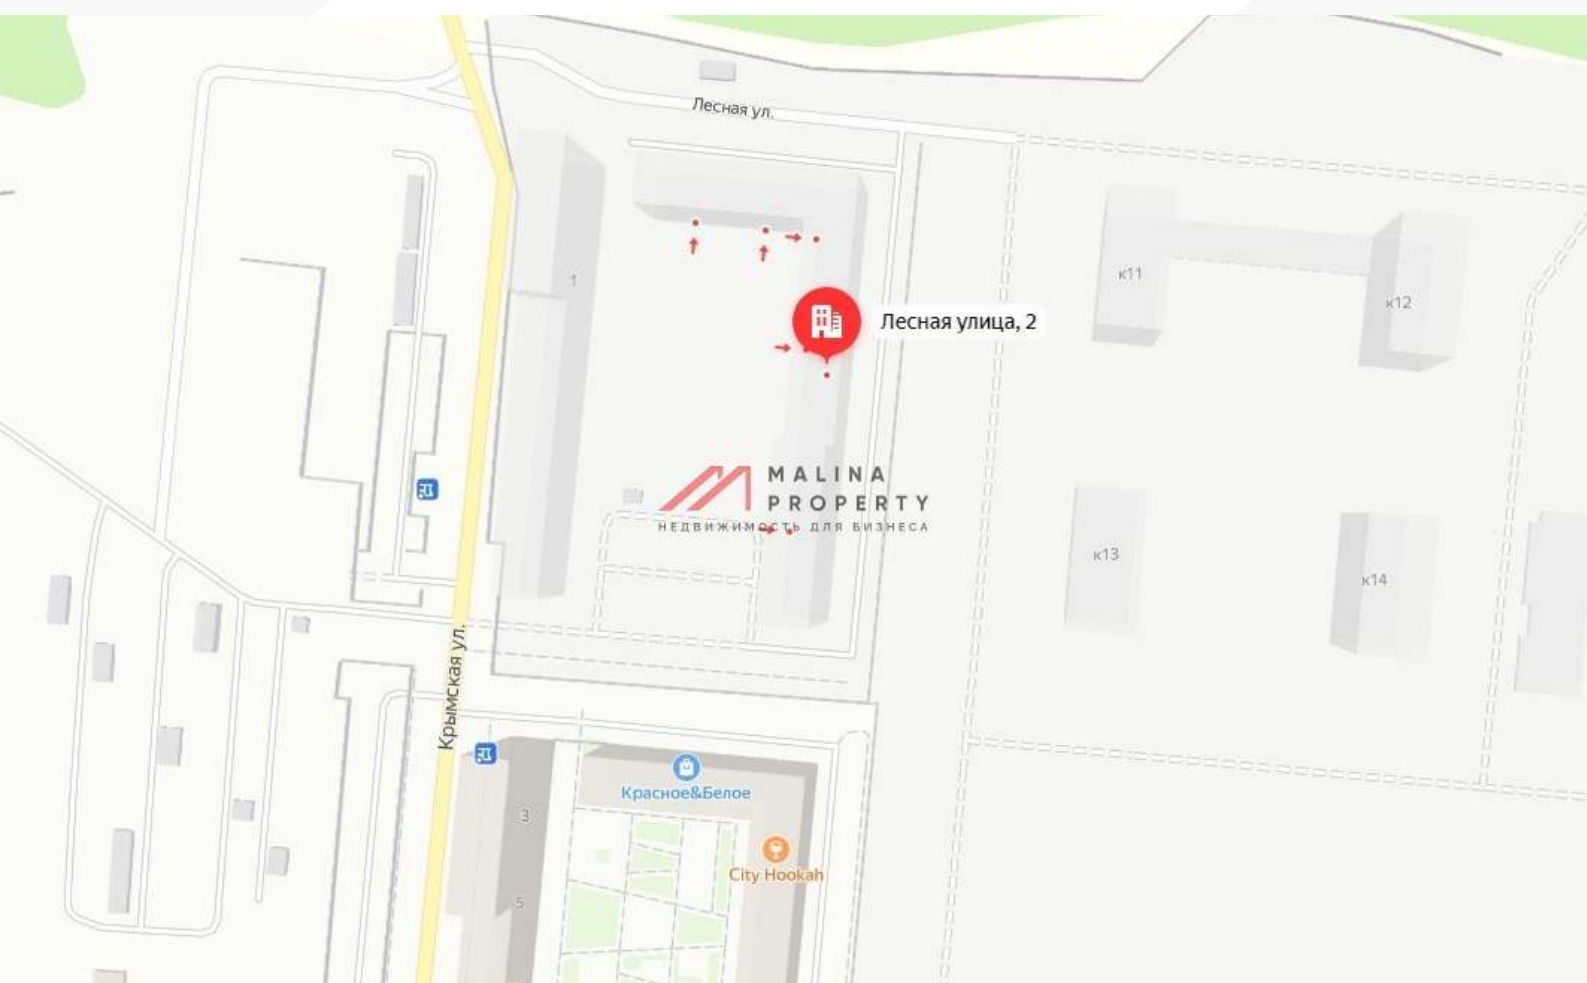 Лесная ул.
1
к11
к12
Лесная улица, 2
MALINA
PROPERTY
НЕДВИЖИМОСТЬ ДЛЯ БИЗНЕСА
к13
к14
Крымская ул.
Красное&Белое
3
City Hookah
5